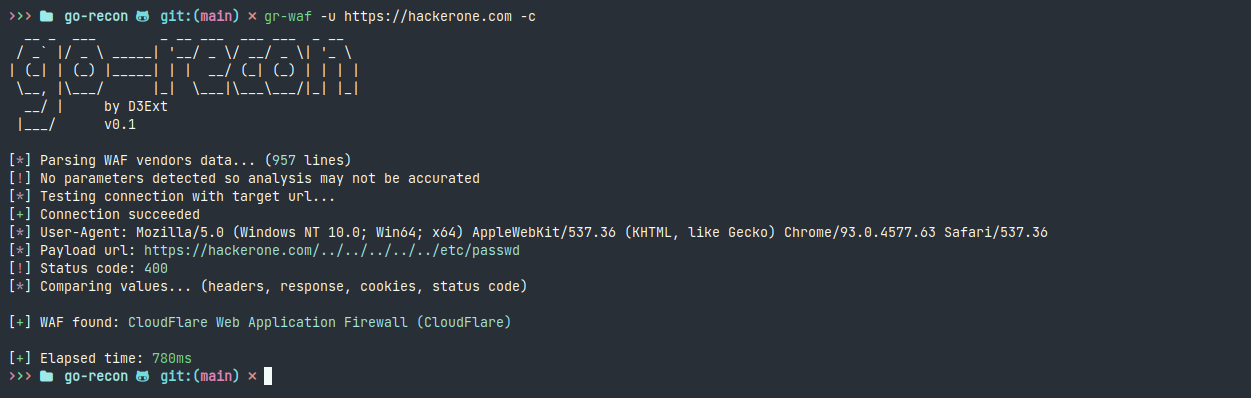 ››› go-recon git:(main) × gr-waf -u https://hackerone.com -c
  __ _  ___        _ __ ___  ___ ___  _ __
 / _` |/ _ \ _____| '__/ _ \/ __/ _ \| '_ \
| (_| | (_) |_____| | |  __/ (_| (_) | | | |
 \__, |\___/      |_|  \___|\___\___/|_| |_|
  __/ |     by D3Ext
 |___/      v0.1
[*] Parsing WAF vendors data... (957 lines)
[!] No parameters detected so analysis may not be accurated
[*] Testing connection with target url...
[+] Connection succeeded
[*] User-Agent: Mozilla/5.0 (Windows NT 10.0; Win64; x64) AppleWebKit/537.36 (KHTML, like Gecko) Chrome/93.0.4577.63 Safari/537.36
[*] Payload url: https://hackerone.com/../../../../../etc/passwd
[!] Status code: 400
[*] Comparing values... (headers, response, cookies, status code)
[+] WAF found: CloudFlare Web Application Firewall (CloudFlare)
[+] Elapsed time: 780ms
››› go-recon git:(main) ×